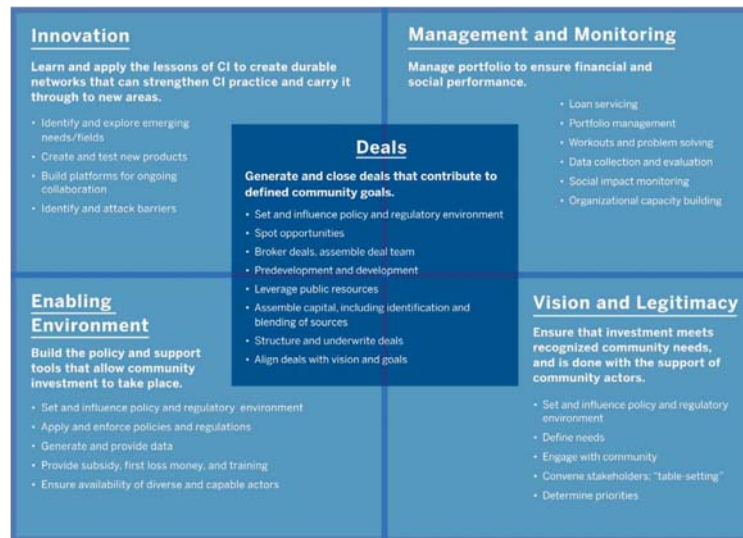 Innovation
Learn and apply the lessons of CI to create durable
networks that can strengthen CI practice and carry it
through to new areas.
• Identify and explore emerging
needs/fields
• Create and test new products
• Build platforms for ongoing
collaboration
• Identify and attack barriers
Management and Monitoring
Manage portfolio to ensure financial and
social performance.
• Loan servicing
• Portfolio management
• Workouts and problem solving
• Data collection and evaluation
• Social impact monitoring
• Organizational capacity building
Deals
Generate and close deals that contribute to
defined community goals.
• Set and influence policy and regulatory environment
• Spot opportunities
• Broker deals, assemble deal team
• Predevelopment and development
• Leverage public resources
• Assemble capital, including identification and
blending of sources
• Structure and underwrite deals
• Align deals with vision and goals
Enabling
Environment
Build the policy and support
tools that allow community
investment to take place.
• Set and influence policy and regulatory environment
• Apply and enforce policies and regulations
• Generate and provide data
• Provide subsidy, first loss money, and training
• Ensure availability of diverse and capable actors
Vision and Legitimacy
Ensure that investment meets
recognized community needs,
and is done with the support of
community actors.
• Set and influence policy and regulatory
environment
• Define needs
• Engage with community
• Convene stakeholders: "table-setting"
• Determine priorities